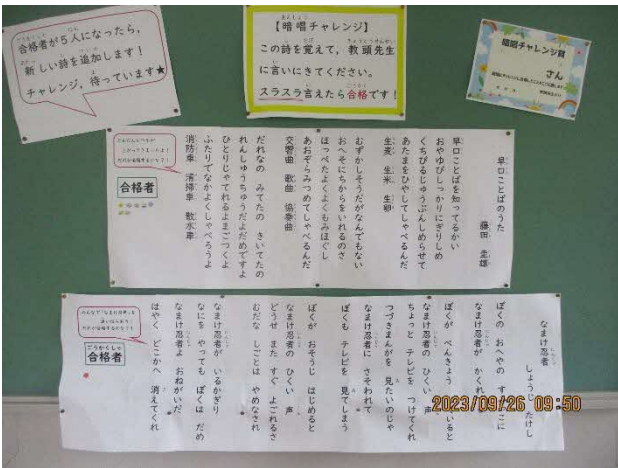 合格者が5人になったら,
新しい詩を追加します!
チャレンジ,待っています★
【暗唱チャレンジ】
この詩を覚えて,教頭先生
に言いにきてください。
スラスラ言えたら合格です!
暗唱チャレンジ賞
さん
早口ことばのうた
藤田 圭雄
早口ことばを知ってるかい
おやゆびしっかりにぎりしめ
くちびるじゅうぶんしめらせて
あたまをひやしてしゃべるんだ
生麦 生米 生卵
むずかしそうだがなんでもない
おへそにちからをいれるのさ
ほっぺたよくよくもみほぐし
あおぞらみつめてしゃべるんだ
交響曲 歌曲 協奏曲
だれなの みてたの きいてたの
れんしゅうちゅうだよだめですよ
ひとりじゃてれるよまごつくよ
ふたりでなかよくしゃべろうよ
消防車 清掃車 散水車
合格者
なまけ忍者
しょうじ たけし
ぼくの おへやの
なまけ忍者が かくれ
ぼくが べんきょう いると
なまけ忍者の ひくい 声
ちょっと テレビを つけてくれ
つづきまんがを 見たいのじゃ
なまけ忍者に さそわれて
ぼくも テレビを 見てしまう
ぼくが おそうじ はじめると
なまけ忍者の ひくい 声
どうせ また すぐ よごれるさ
むだな しごとは やめなされ
なまけ忍者が いるかぎり
なにを やっても ぼくは だめ
なまけ忍者よ おねがいだ
はやく どこかへ 消えてくれ
ごうかくしゃ
合格者
2023/09/26 09:50